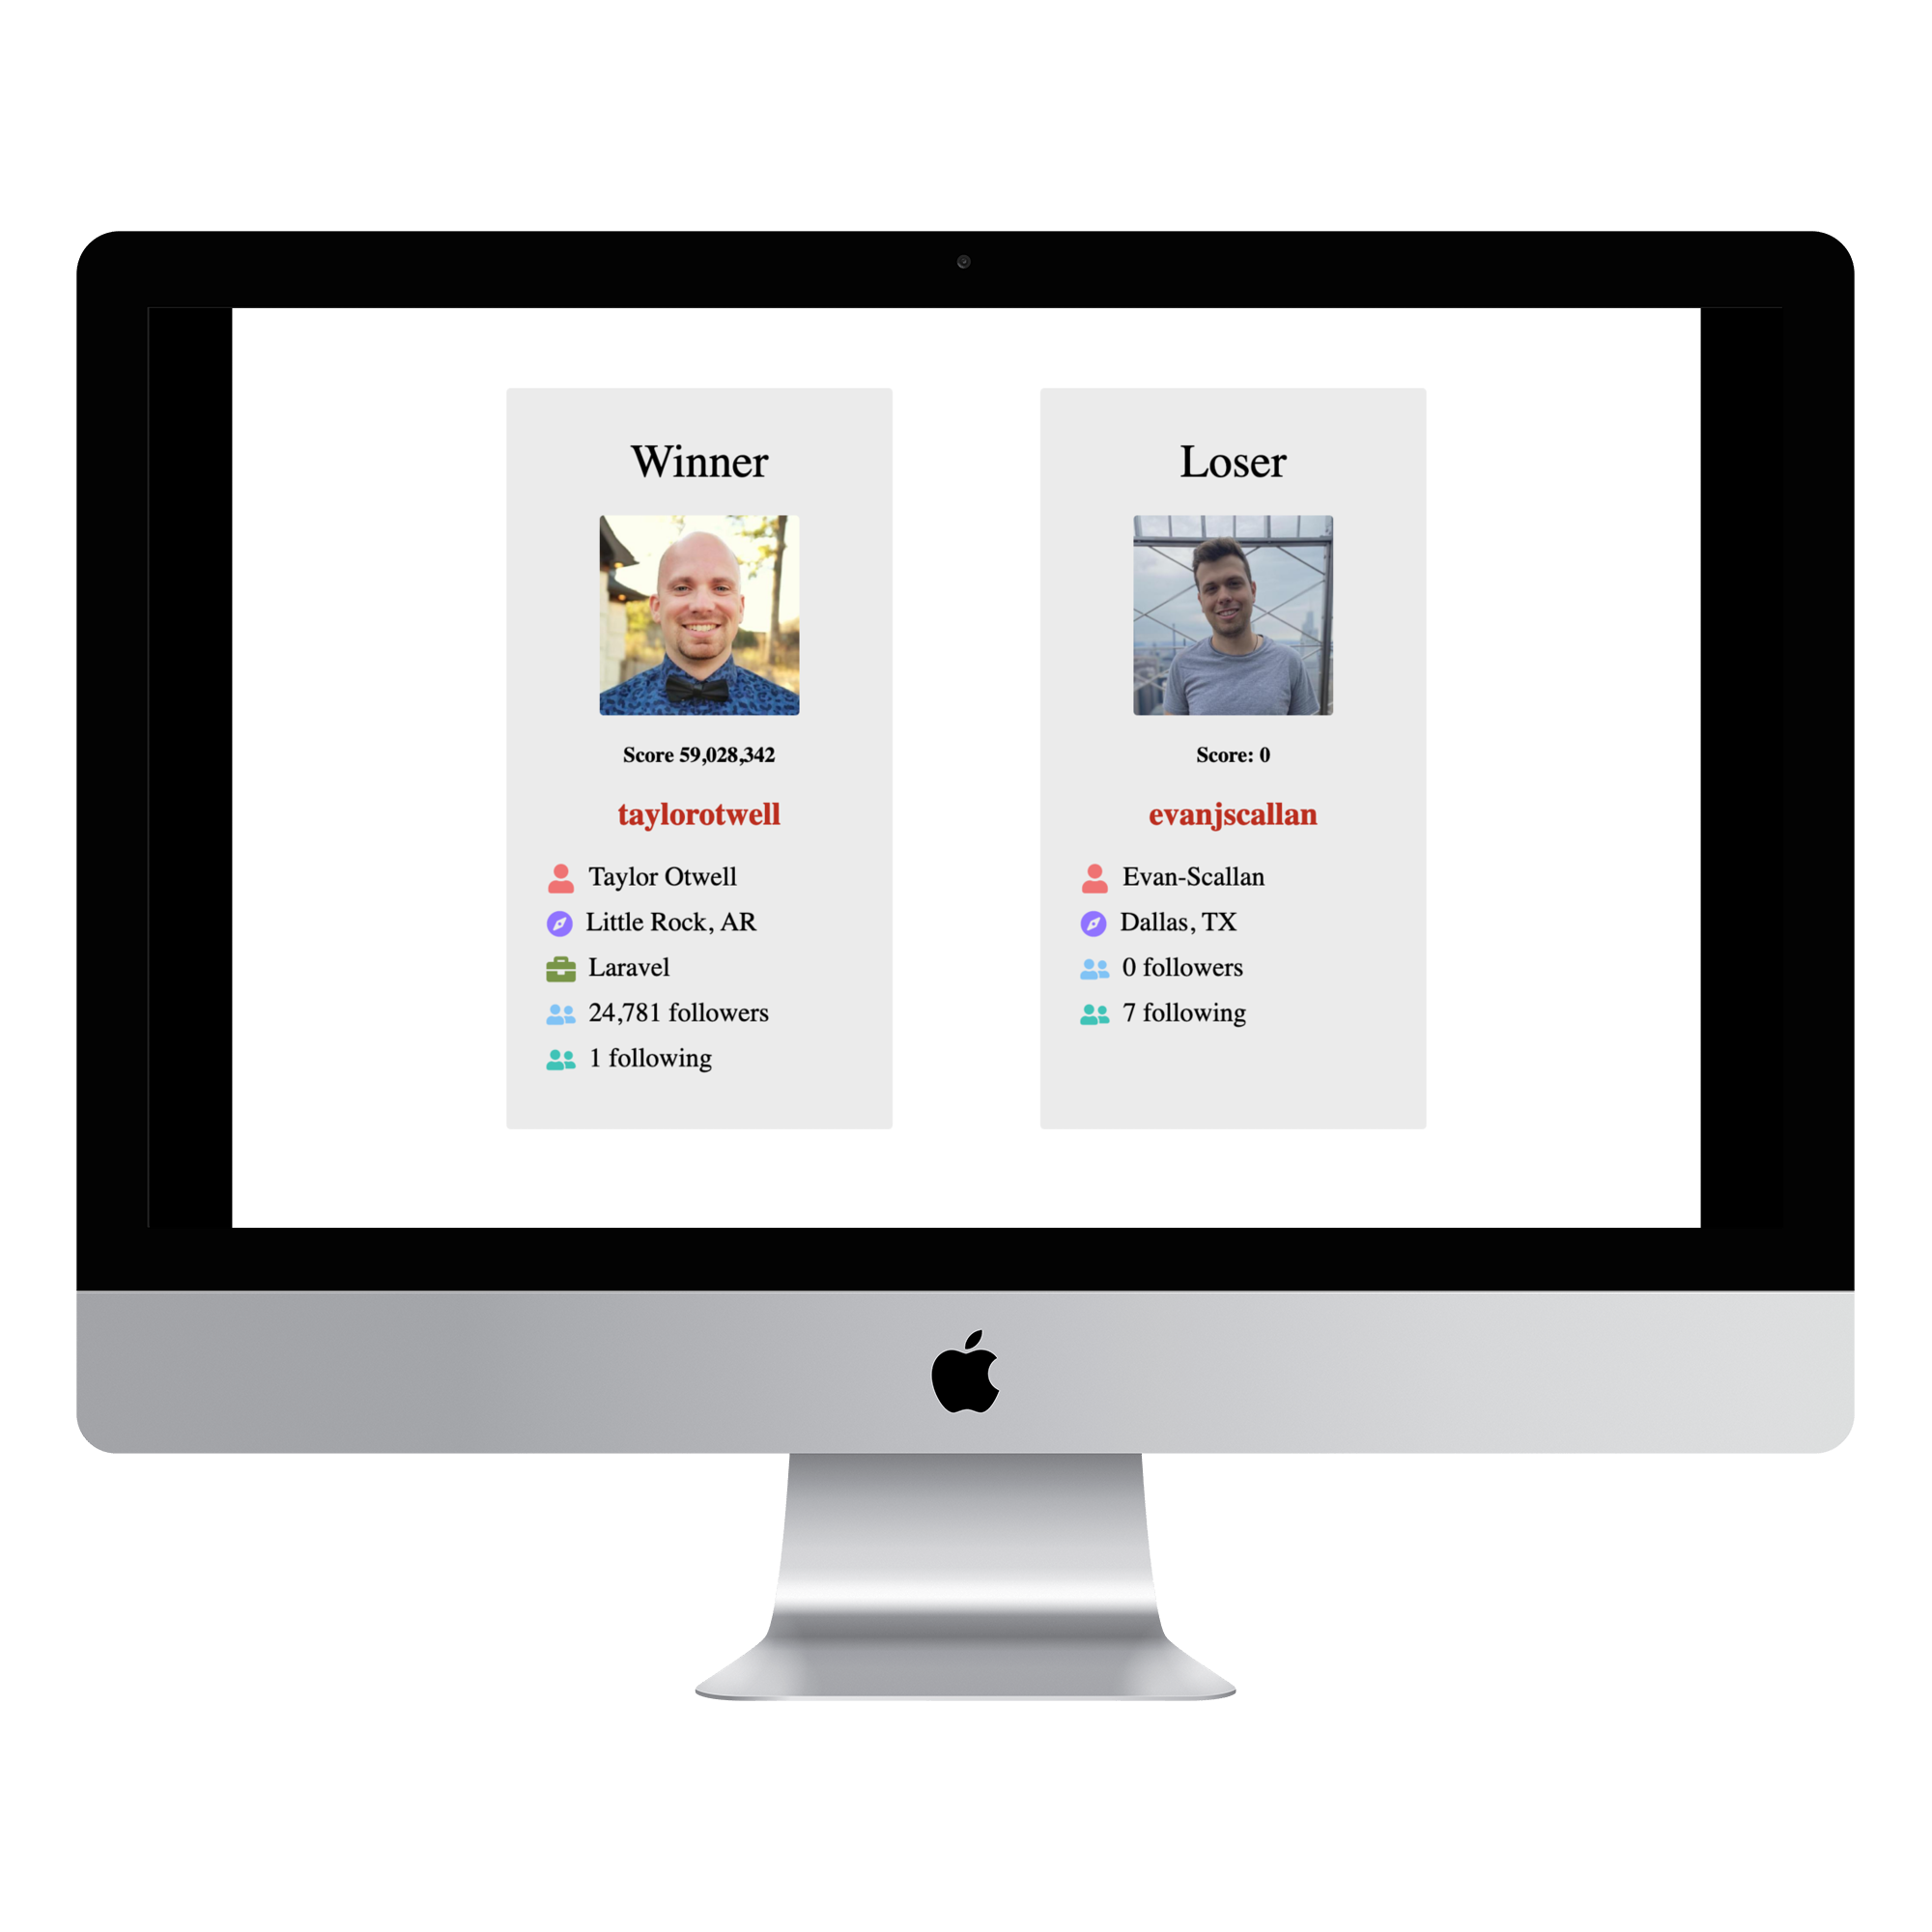 Winner
Score 59,028,342
taylorotwell
Taylor Otwell
Little Rock, AR
Laravel
24,781 followers
1 following
Loser
Score: 0
evanjscallan
Evan-Scallan
Dallas, TX
0 followers
7 following